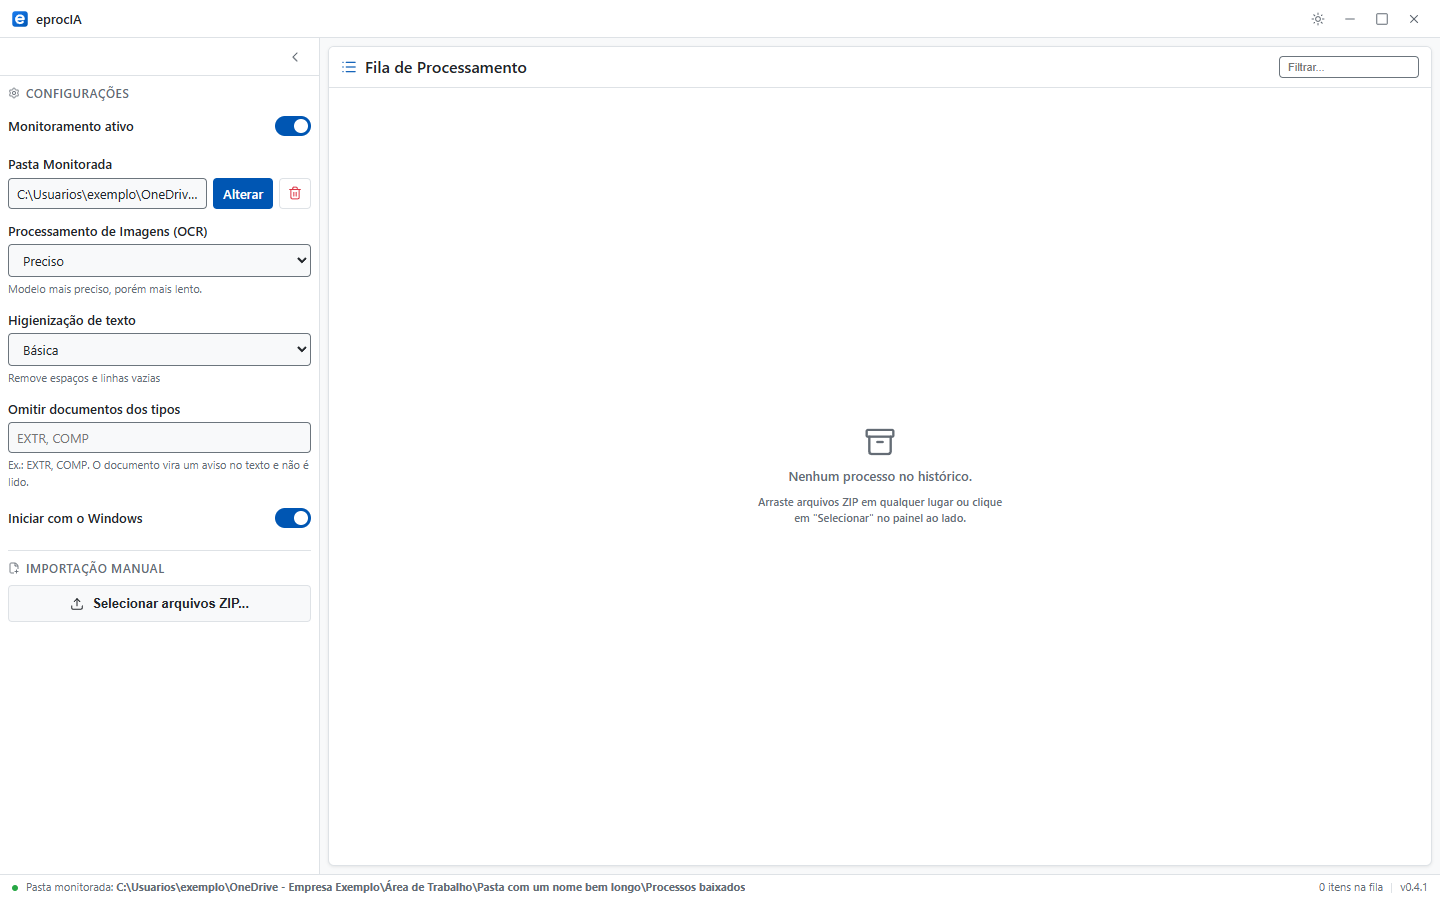 eprocIA
CONFIGURAÇÕES
Monitoramento ativo
Pasta Monitorada
C:\Usuarios\exemplo\OneDriv...
Alterar
Processamento de Imagens (OCR)
Preciso
Modelo mais preciso, porém mais lento.
Higienização de texto
Básica
Remove espaços e linhas vazias
Omitir documentos dos tipos
EXTR, COMP
Ex.: EXTR, COMP. O documento vira um aviso no texto e não é
lido.
Iniciar com o Windows
IMPORTAÇÃO MANUAL
Selecionar arquivos ZIP...
Fila de Processamento
Filtrar...
Nenhum processo no histórico.
Arraste arquivos ZIP em qualquer lugar ou clique
em "Selecionar" no painel ao lado.
Pasta monitorada: C:\Usuarios\exemplo\OneDrive - Empresa Exemplo\Área de Trabalho\Pasta com um nome bem longo\Processos baixados
0 itens na fila
v0.4.1